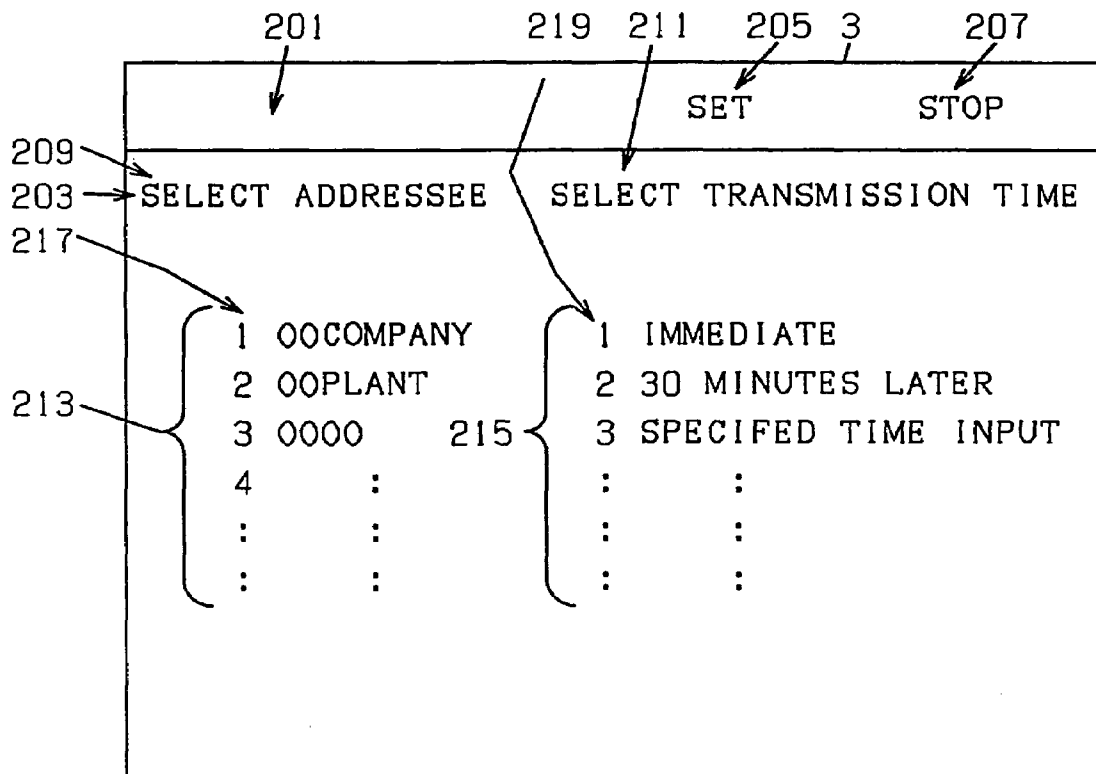 201 219 211 205 3 207
SET STOP
209
203 SELECT ADDRESSEE SELECT TRANSMISSION TIME
217
1 OOCOMPANY 1 IMMEDIATE
2 OOPLANT 2 30 MINUTES LATER
213 3 OOOO 215 3 SPECIFED TIME INPUT
4 : : :
: : : :
: : : :